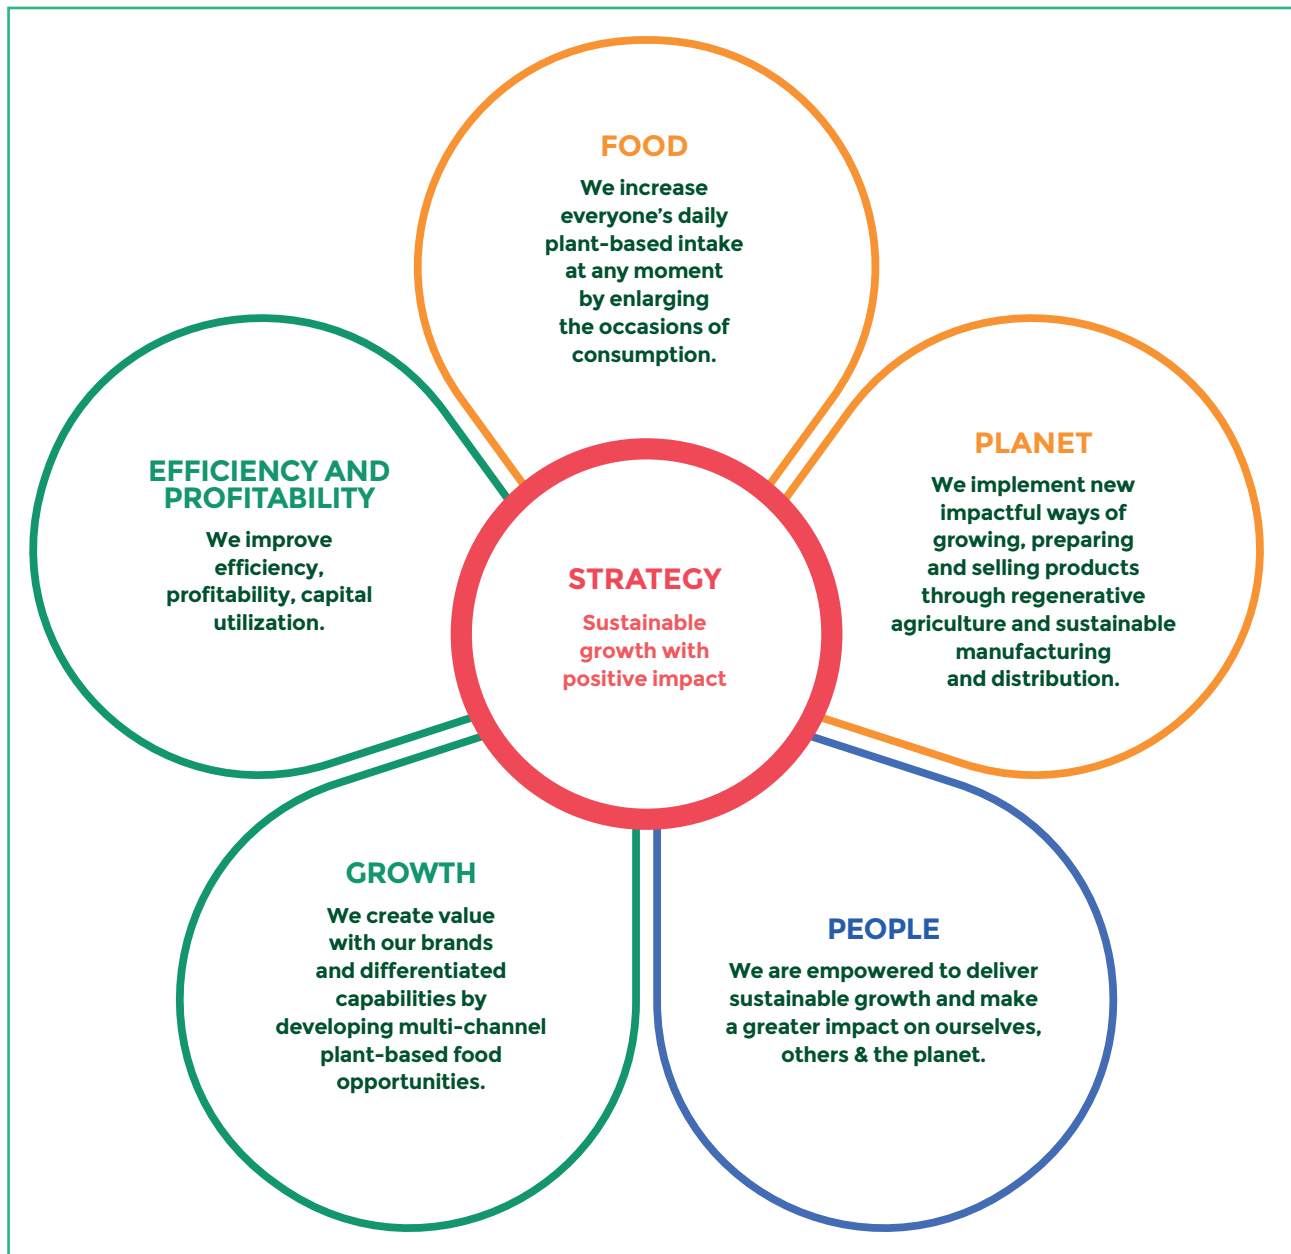 FOOD
We increase
everyone’s daily
plant-based intake
at any moment
by enlarging
the occasions of
consumption.
EFFICIENCY AND
PROFITABILITY
We improve
efficiency,
profitability, capital
utilization.
STRATEGY
Sustainable
growth with
positive impact
PLANET
We implement new
impactful ways of
growing, preparing
and selling products
through regenerative
agriculture and sustainable
manufacturing
and distribution.
GROWTH
We create value
with our brands
and differentiated
capabilities by
developing multi-channel
plant-based food
opportunities.
PEOPLE
We are empowered to deliver
sustainable growth and make
a greater impact on ourselves,
others & the planet.